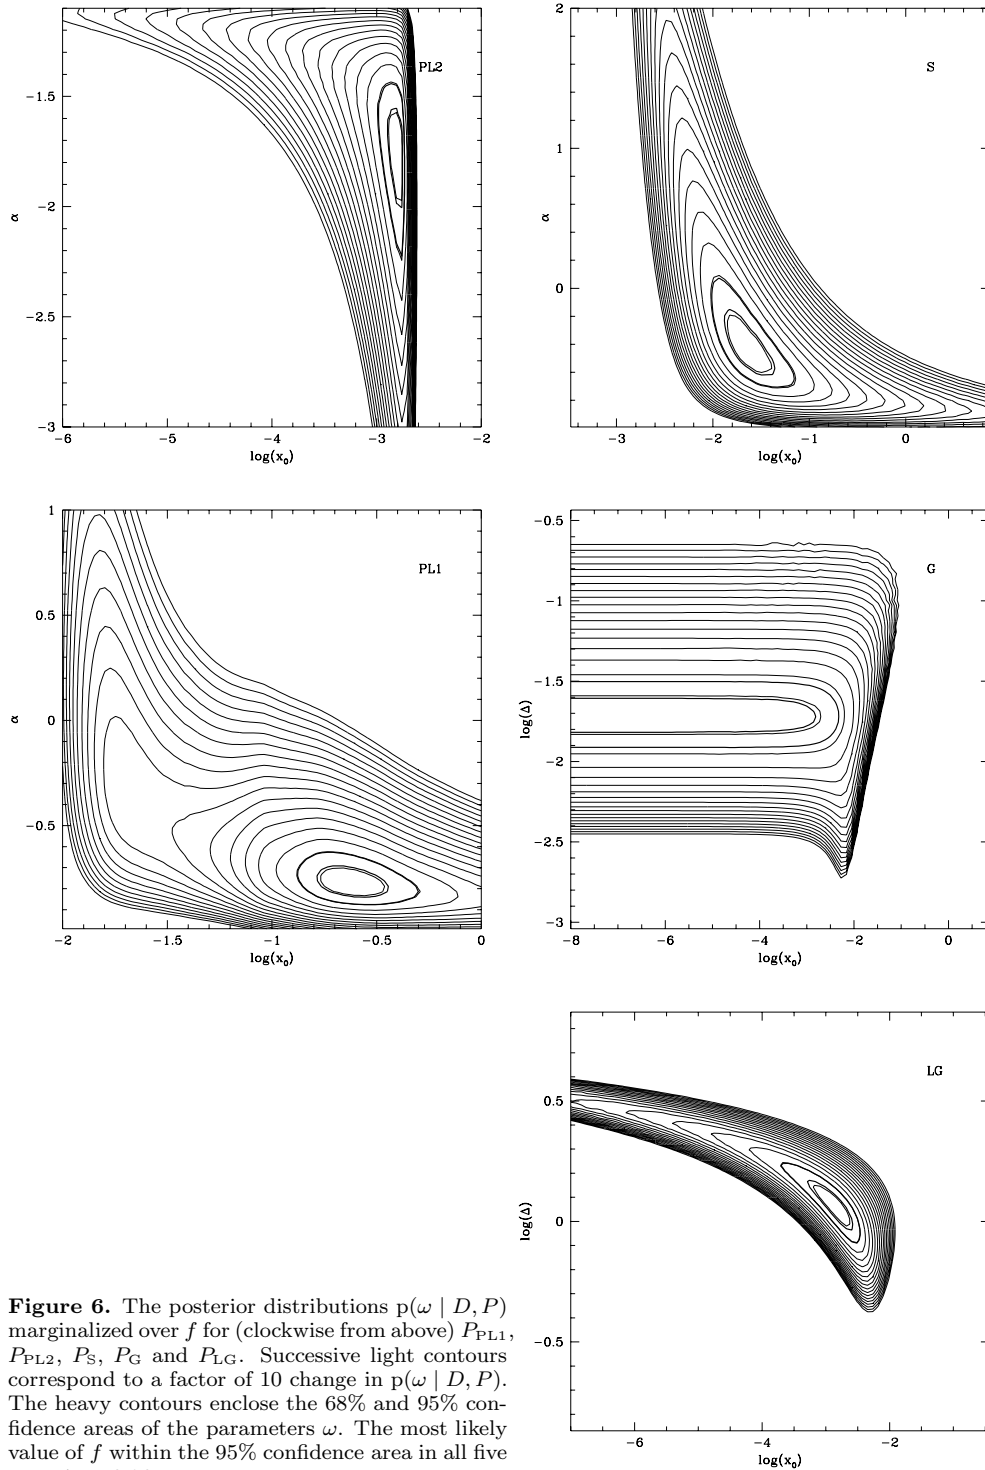 PL2
α
−1.5
−2
−2.5
−3
−6 −5 −4 −3 −2
log(x₀)
S
α
2
1
0
−3 −2 −1 0
log(x₀)
PL1
α
1
0.5
0
−0.5
−2 −1.5 −1 −0.5 0
log(x₀)
G
log(Δ)
−0.5
−1
−1.5
−2
−2.5
−3
−8 −6 −4 −2 0
log(x₀)
LG
log(Δ)
0.5
0
−0.5
−6 −4 −2
log(x₀)
Figure 6. The posterior distributions p(ω | D, P)
marginalized over f for (clockwise from above) P_PL1,
P_PL2, P_S, P_G and P_LG. Successive light contours
correspond to a factor of 10 change in p(ω | D, P).
The heavy contours enclose the 68% and 95% con-
fidence areas of the parameters ω. The most likely
value of f within the 95% confidence area in all five